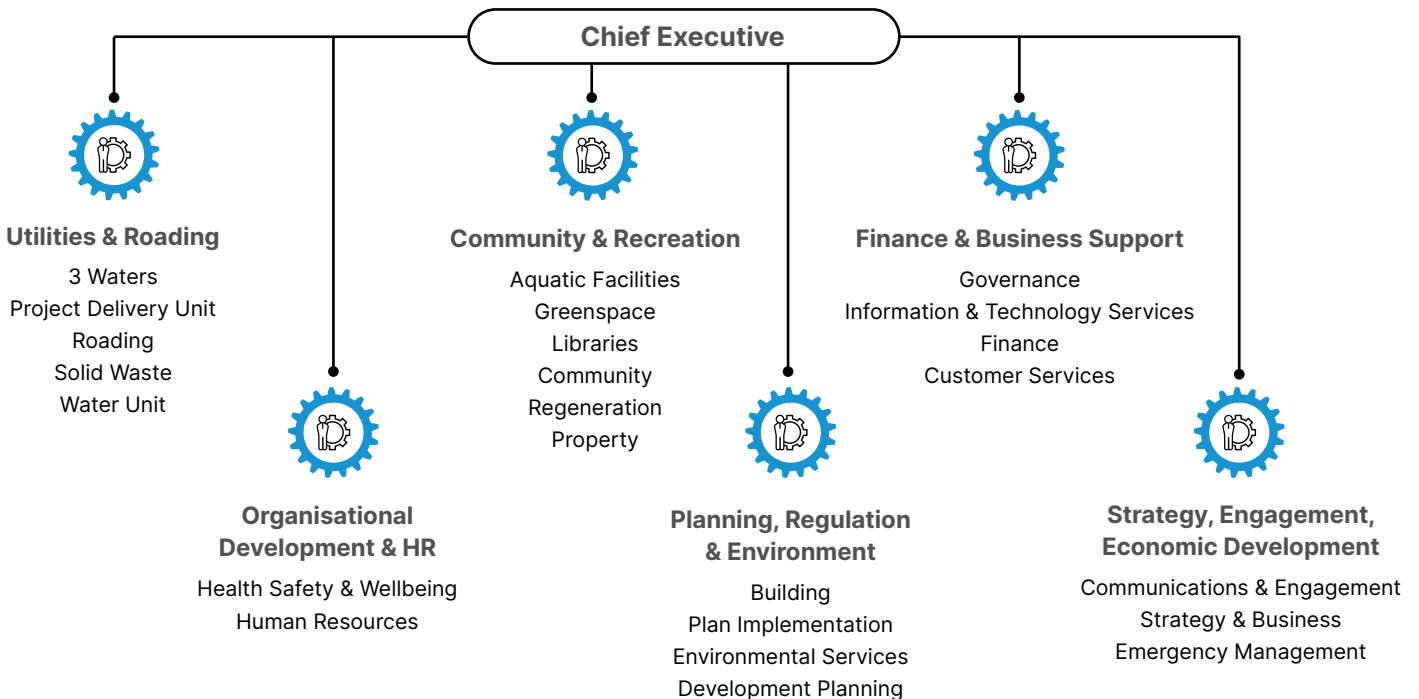 Chief Executive
Utilities & Roading
3 Waters
Project Delivery Unit
Roading
Solid Waste
Water Unit
Organisational
Development & HR
Health Safety & Wellbeing
Human Resources
Community & Recreation
Aquatic Facilities
Greenspace
Libraries
Community
Regeneration
Property
Planning, Regulation
& Environment
Building
Plan Implementation
Environmental Services
Development Planning
Finance & Business Support
Governance
Information & Technology Services
Finance
Customer Services
Strategy, Engagement,
Economic Development
Communications & Engagement
Strategy & Business
Emergency Management